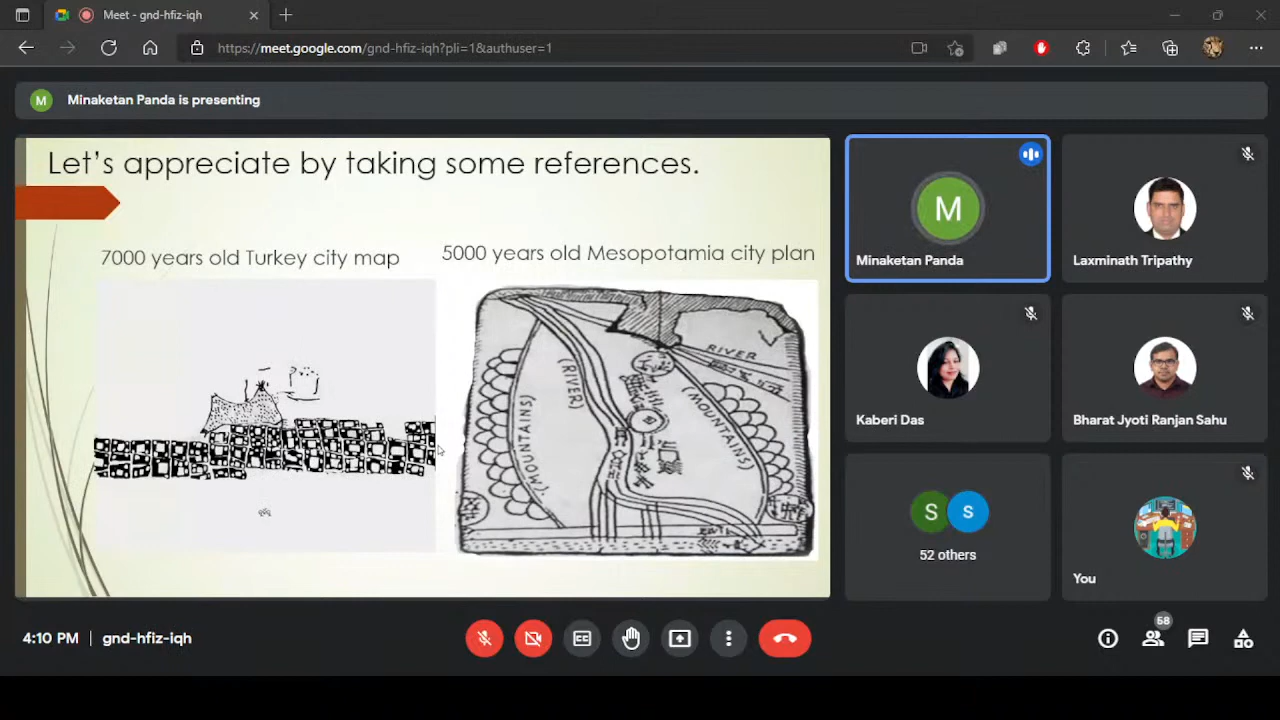 Meet - gnd-hfiz-iqh
https://meet.google.com/gnd-hfiz-iqh?pli=1&authuser=1
M
Minaketan Panda is presenting
Let's appreciate by taking some references.
7000 years old Turkey city map
5000 years old Mesopotamia city plan
RIVER
(RIVER)
(MOUNTAINS)
MOUNTAINS)
M
Minaketan Panda
Laxminath Tripathy
Kaberi Das
Bharat Jyoti Ranjan Sahu
S
s
52 others
You
4:10 PM | gnd-hfiz-iqh
CC
58